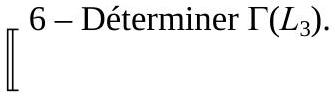 6 – Déterminer Γ(L₃).